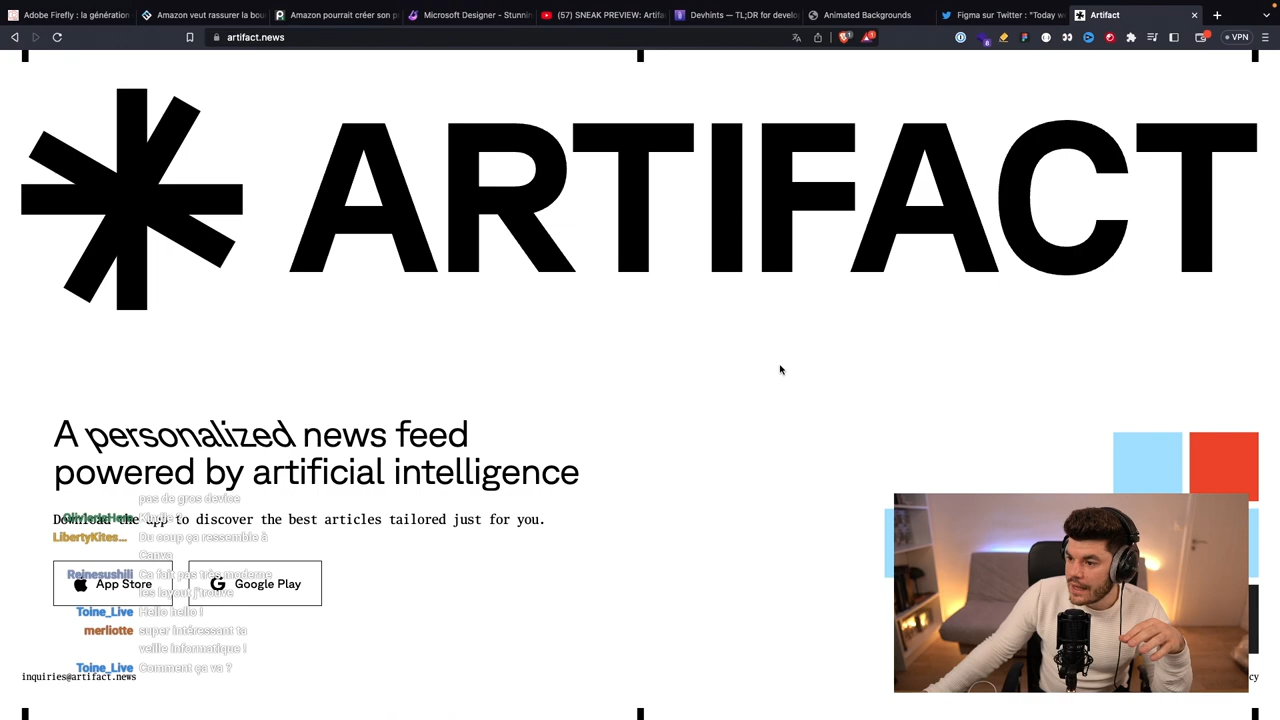 Adobe Firefly : la génération
Amazon veut rassurer la bou
Amazon pourrait créer son p
Microsoft Designer - Stunnin
(57) SNEAK PREVIEW: Artifa
Devhints — TL;DR for develo
Animated Backgrounds
Figma sur Twitter : "Today w
Artifact
artifact.news
VPN
ARTIFACT
A personalized news feed
powered by artificial intelligence
pas de gros device
Download the app to discover the best articles tailored just for you.
LibertyKites... Du coup ça ressemble à
Canva
Reinesushili Ca fait pas très moderne
App Store
Google Play
les layout j'trouve
Toine_Live Hello hello !
merliotte super intéressant ta
veille informatique !
Toine_Live Comment ça va ?
inquiries@artifact.news
cy